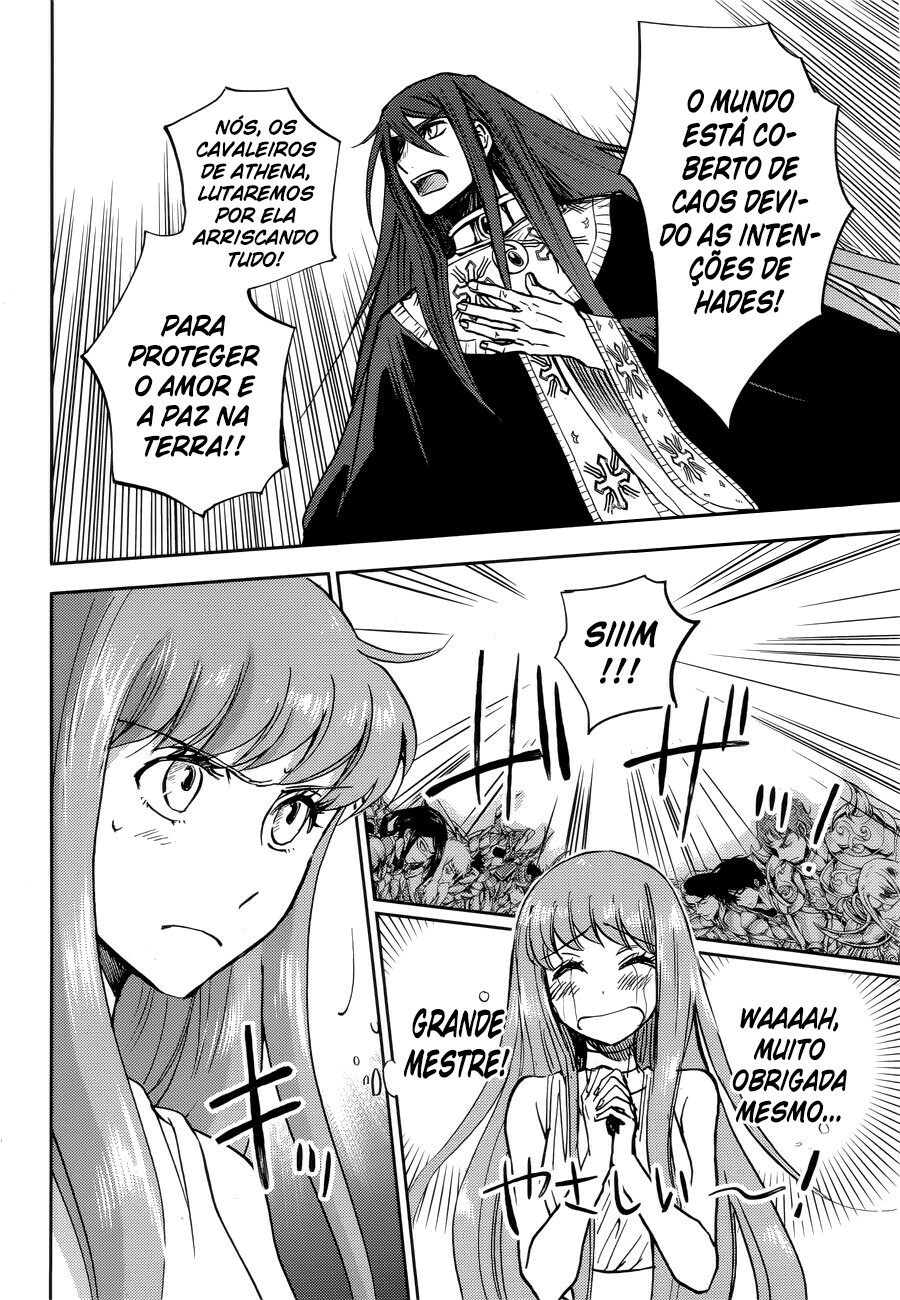 O MUNDO
ESTÁ CO-
BERTO DE
CAOS DEVI-
DO AS INTEN-
ÇÕES DE
HADES!
NÓS, OS
CAVALEIROS
DE ATHENA,
LUTAREMOS
POR ELA
ARRISCANDO
TUDO!
PARA
PROTEGER
O AMOR E
A PAZ NA
TERRA!!
SIIIM
!!!
ザザッ!
キュ
WAAAAH,
MUITO
OBRIGADA
MESMO...
GRANDE
MESTRE!
やさしい～!